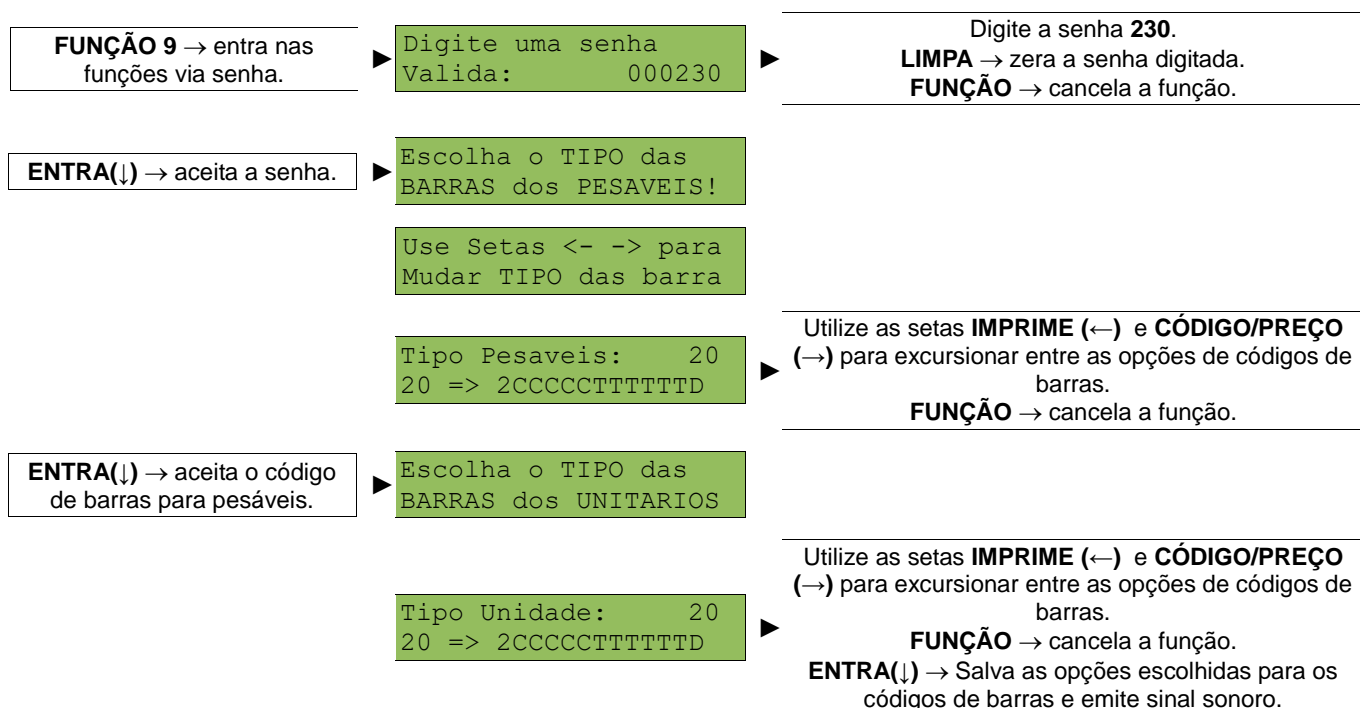 FUNÇÃO 9 → entra nas
funções via senha.
Digite uma senha
Valida: 000230
Digite a senha 230.
LIMPA → zera a senha digitada.
FUNÇÃO → cancela a função.
ENTRA(↓) → aceita a senha.
Escolha o TIPO das
BARRAS dos PESAVEIS!
Use Setas <- -> para
Mudar TIPO das barra
Tipo Pesaveis: 20
20 => 2CCCCCTTTTTTD
Utilize as setas IMPRIME (←) e CÓDIGO/PREÇO
(→) para excursionar entre as opções de códigos de
barras.
FUNÇÃO → cancela a função.
ENTRA(↓) → aceita o código
de barras para pesáveis.
Escolha o TIPO das
BARRAS dos UNITARIOS
Tipo Unidade: 20
20 => 2CCCCCTTTTTTD
Utilize as setas IMPRIME (←) e CÓDIGO/PREÇO
(→) para excursionar entre as opções de códigos de
barras.
FUNÇÃO → cancela a função.
ENTRA(↓) → Salva as opções escolhidas para os
códigos de barras e emite sinal sonoro.